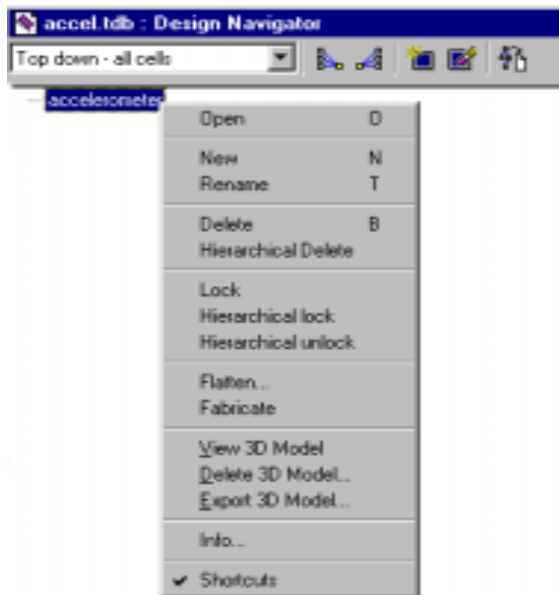 accel.tdb : Design Navigator
Top down - all cells
accelerometer
Open O
New N
Rename T
Delete B
Hierarchical Delete
Lock
Hierarchical lock
Hierarchical unlock
Flatten...
Fabricate
View 3D Model
Delete 3D Model...
Export 3D Model...
Info...
Shortcuts